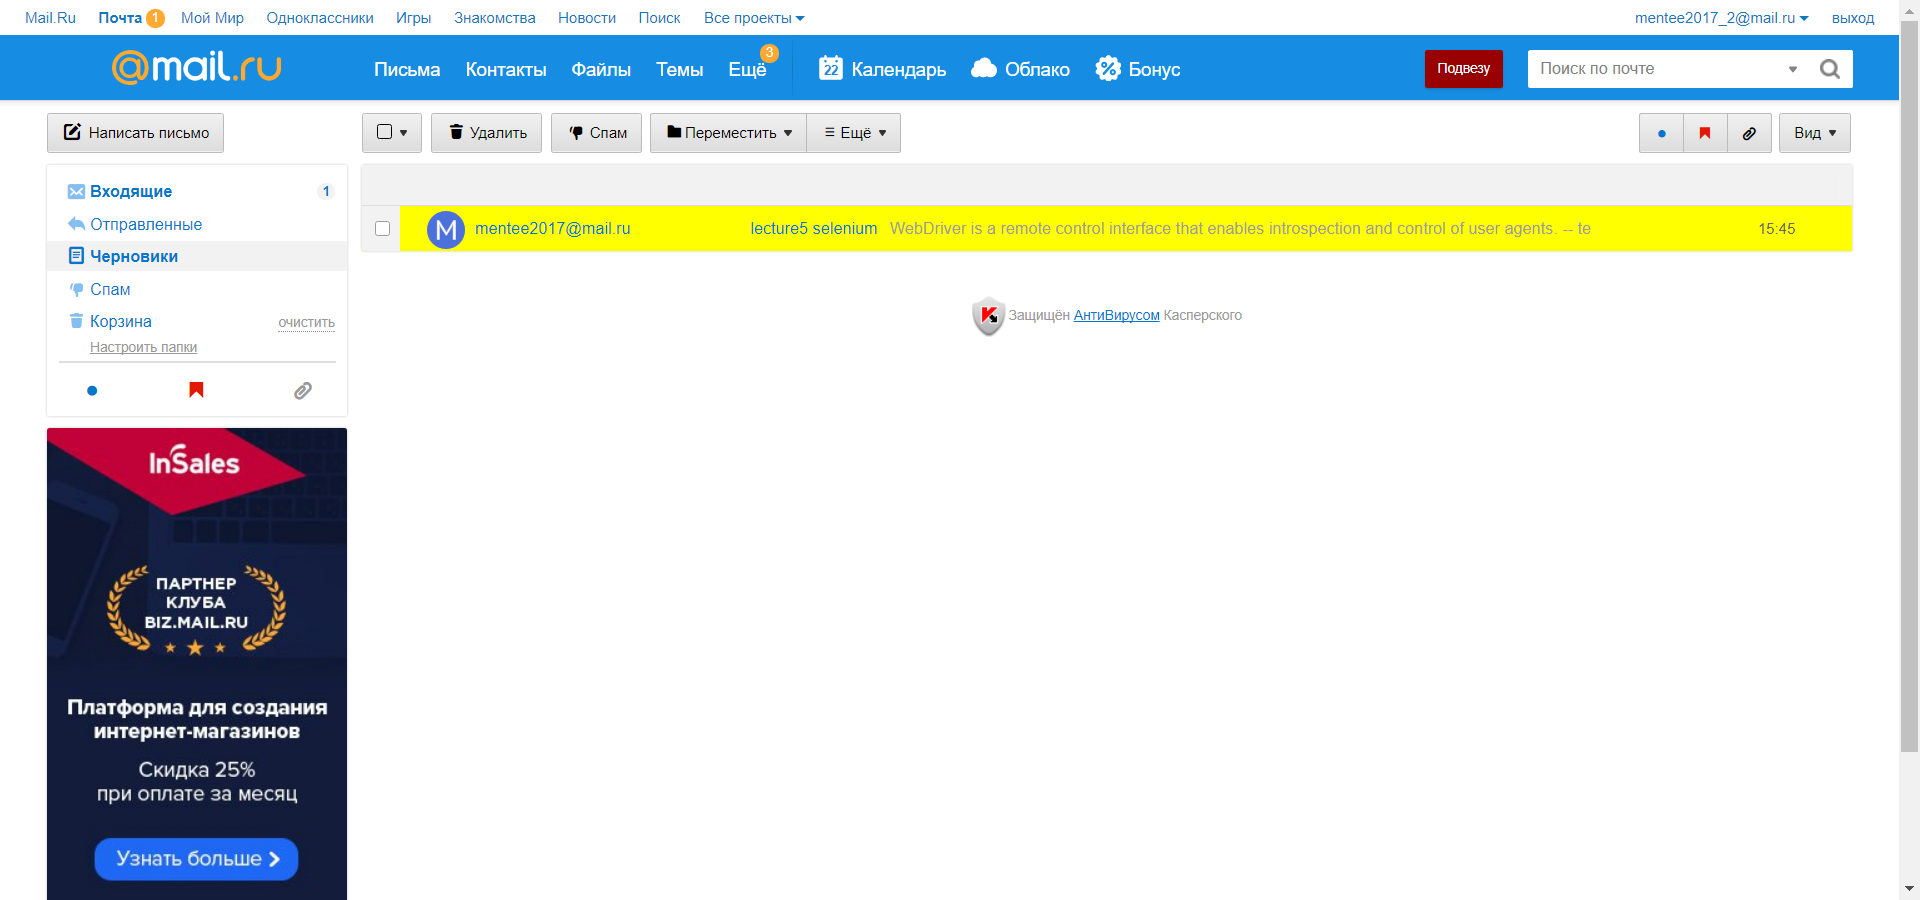 Mail.Ru Почта 1 Мой Мир Одноклассники Игры Знакомства Новости Поиск Все проекты mentee2017_2@mail.ru выход
@mail.ru Письма Контакты Файлы Темы Ещё 3 22 Календарь Облако Бонус Подвезу Поиск по почте
Написать письмо Удалить Спам Переместить Ещё Вид
Входящие 1
Отправленные
Черновики
Спам
Корзина очистить
Настроить папки
M mentee2017@mail.ru lecture5 selenium WebDriver is a remote control interface that enables introspection and control of user agents. -- te 15:45
Защищён АнтиВирусом Касперского
InSales
ПАРТНЕР
КЛУБА
BIZ.MAIL.RU
Платформа для создания
интернет-магазинов
Скидка 25%
при оплате за месяц
Узнать больше